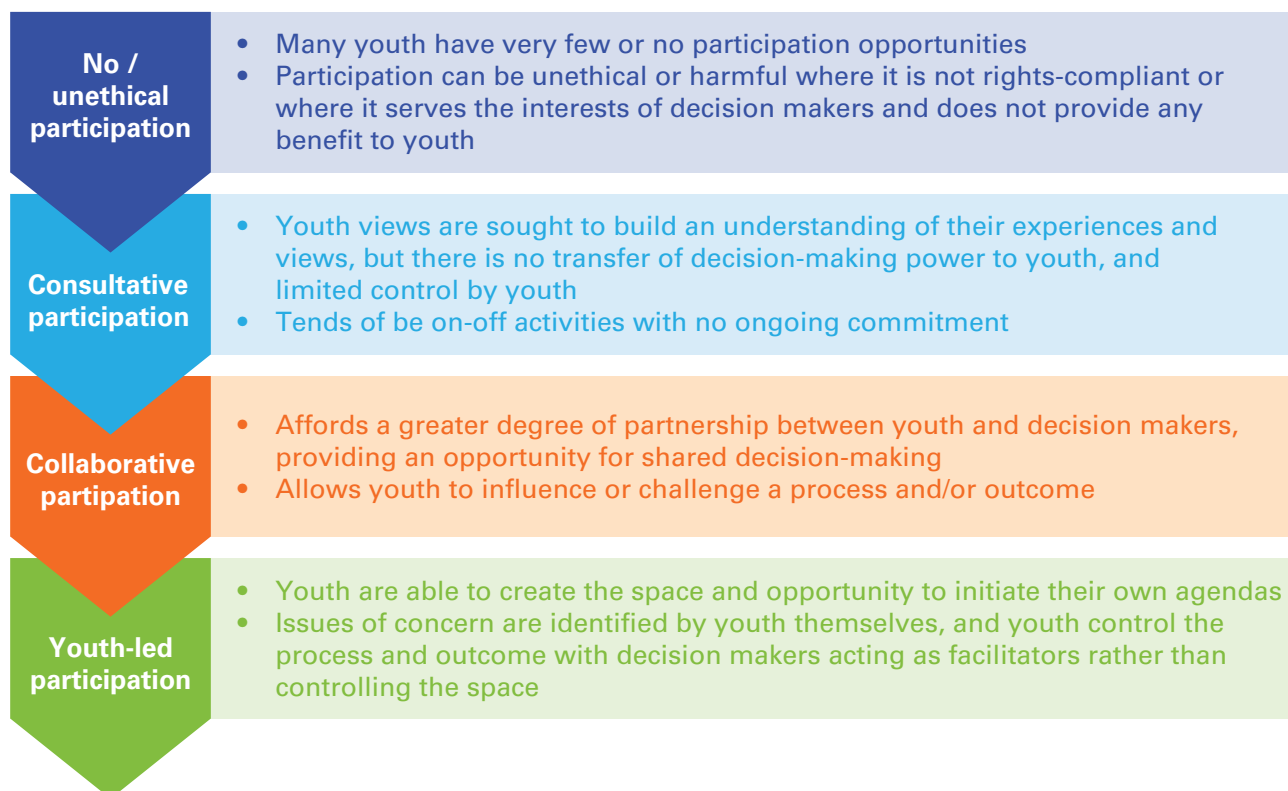 No /
unethical
participation
• Many youth have very few or no participation opportunities
• Participation can be unethical or harmful where it is not rights-compliant or
where it serves the interests of decision makers and does not provide any
benefit to youth
Consultative
participation
• Youth views are sought to build an understanding of their experiences and
views, but there is no transfer of decision-making power to youth, and
limited control by youth
• Tends of be on-off activities with no ongoing commitment
Collaborative
partipation
• Affords a greater degree of partnership between youth and decision makers,
providing an opportunity for shared decision-making
• Allows youth to influence or challenge a process and/or outcome
Youth-led
participation
• Youth are able to create the space and opportunity to initiate their own agendas
• Issues of concern are identified by youth themselves, and youth control the
process and outcome with decision makers acting as facilitators rather than
controlling the space